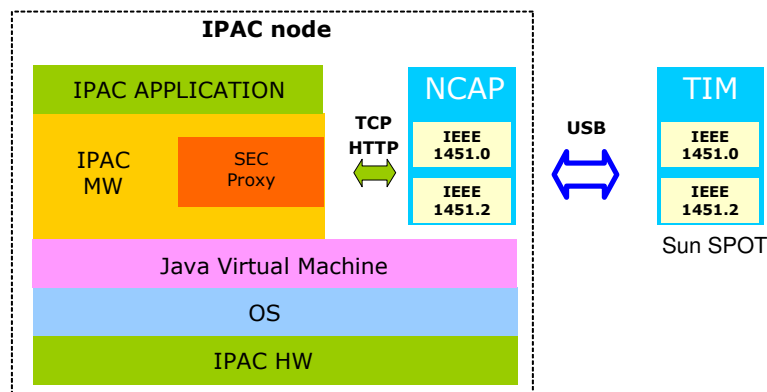 IPAC node
IPAC APPLICATION
IPAC
MW
SEC
Proxy
TCP
HTTP
NCAP
IEEE
1451.0
IEEE
1451.2
USB
TIM
IEEE
1451.0
IEEE
1451.2
Sun SPOT
Java Virtual Machine
OS
IPAC HW